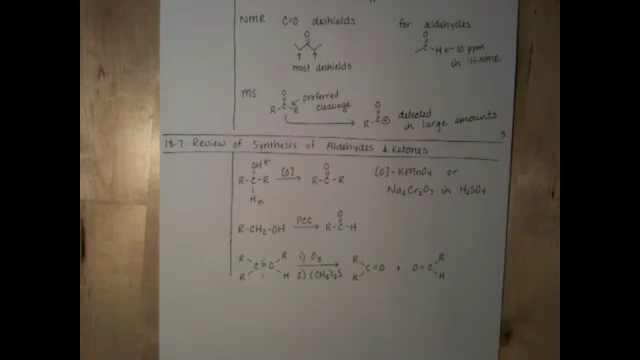 NMR: C=O deshields for aldehydes:
O
O
H ← 10 ppm
most deshields in ¹H-NMR
MS O ← preferred cleavage
R-C-R
O
R-C⊕ detected in large amounts
18-7: Review of Synthesis of Aldehydes & Ketones
OH ← O
R-C-R [O] → R-C-R [O] - KMnO4 or
H ← Na2Cr2O7 in H2SO4
O
R-CH2-OH PCC → R-C-H
R R 1) O3 R R
C=C → C=O + O=C
R H 2) (CH3)2S R H